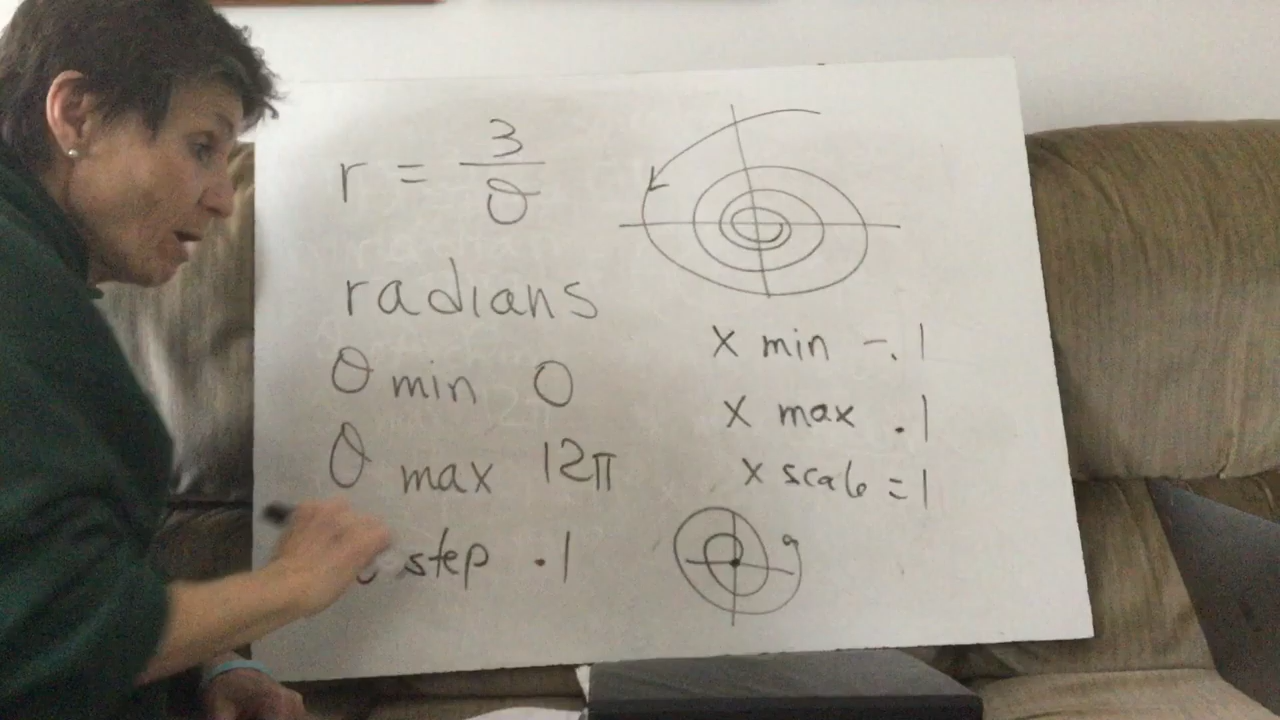 r = 3/θ
radians
θ min 0
θ max 12π
step .1
x min -.1
x max .1
x scale = 1